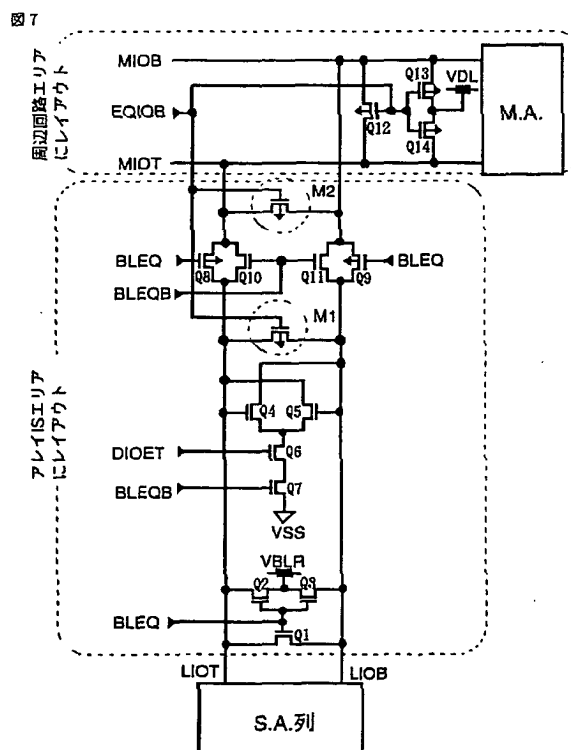 図7
周辺回路エリア
にレイアウト
MIOB
EQIOB
MIOT
Q12
Q13
VDL
Q14
M.A.
アレイISエリア
にレイアウト
M2
BLEQ
Q8
Q10
Q11
Q9
BLEQ
BLEQB
M1
Q4
Q5
DIOET
Q6
BLEQB
Q7
VSS
VBLR
Q2
Q3
BLEQ
Q1
LIOT
LIOB
S.A.列